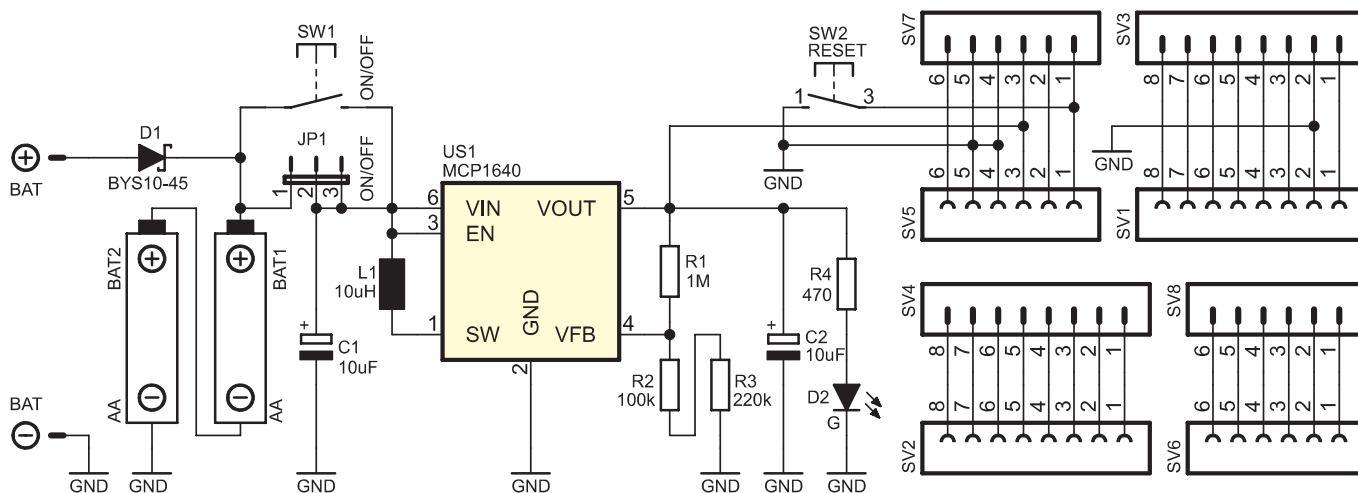 SW1
ON/OFF
D1
BYS10-45
+
BAT
JP1
1
2
3
ON/OFF
BAT2
+
−
AA
BAT1
+
−
AA
BAT
−
GND
GND
L1
10uH
+
C1
10uF
GND
US1
MCP1640
6
VIN
3
EN
1
SW
VOUT
5
VFB
4
GND
2
GND
R1
1M
R2
100k
R3
220k
GND
+
C2
10uF
GND
R4
470
D2
G
GND
SW2
RESET
1
3
GND
SV7
6
5
4
3
2
1
6
5
4
3
2
1
SV5
SV3
8
7
6
5
4
3
2
1
GND
8
7
6
5
4
3
2
1
SV1
SV4
8
7
6
5
4
3
2
1
8
7
6
5
4
3
2
1
SV2
SV8
6
5
4
3
2
1
6
5
4
3
2
1
SV6